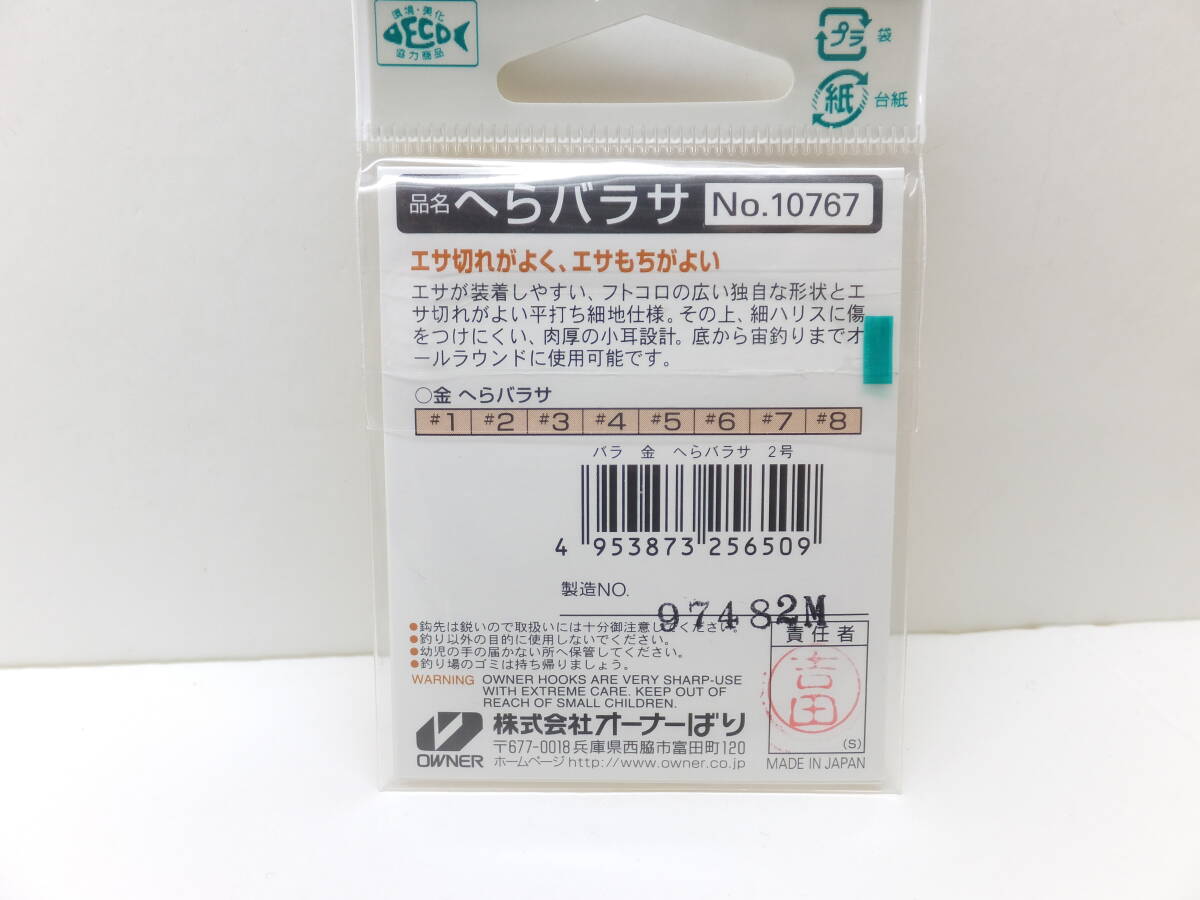 環境・美化
ECO
協力商品
プラ 袋
紙 台紙
品名 へらバラサ No.10767
エサ切れがよく、エサもちがよい
エサが装着しやすい、フトコロの広い独自な形状とエ
サ切れがよい平打ち細地仕様。その上、細ハリスに傷
をつけにくい、肉厚の小耳設計。底から宙釣りまでオ
ールラウンドに使用可能です。
○金 へらバラサ
#1 #2 #3 #4 #5 #6 #7 #8
バラ 金 へらバラサ 2号
4 953873 256509
製造NO.
97482M
●鈎先は鋭いので取扱いには十分御注意してください。
●釣り以外の目的に使用しないでください。
●幼児の手の届かない所へ保管してください。
●釣り場のゴミは持ち帰りましょう。
WARNING OWNER HOOKS ARE VERY SHARP-USE
WITH EXTREME CARE. KEEP OUT OF
REACH OF SMALL CHILDREN.
責任者
吉田
(S)
OWNER
株式会社オーナーばり
〒677-0018 兵庫県西脇市富田町120
ホームページ http://www.owner.co.jp
MADE IN JAPAN